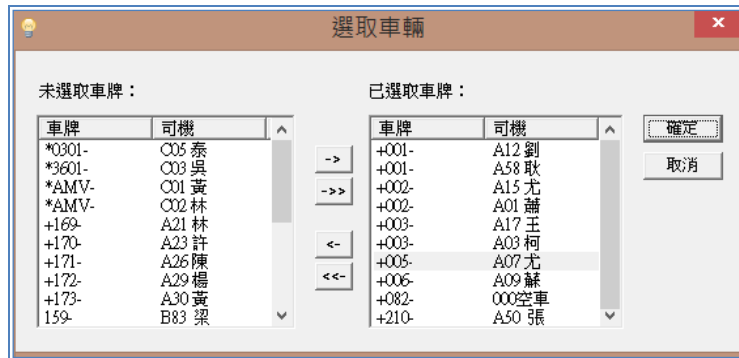 選取車輛
未選取車牌：
車牌 司機
*0301- C05 泰
*3601- C03 吳
*AMV- C01 黃
*AMV- C02 林
+169- A21 林
+170- A23 許
+171- A26 陳
+172- A29 楊
+173- A30 黃
159- B83 梁
->
->>
<-
<<-
已選取車牌：
車牌 司機
+001- A12 劉
+001- A58 耿
+002- A15 尤
+002- A01 蕭
+003- A17 王
+003- A03 柯
+005- A07 尤
+006- A09 蘇
+082- 000空車
+210- A50 張
確定
取消